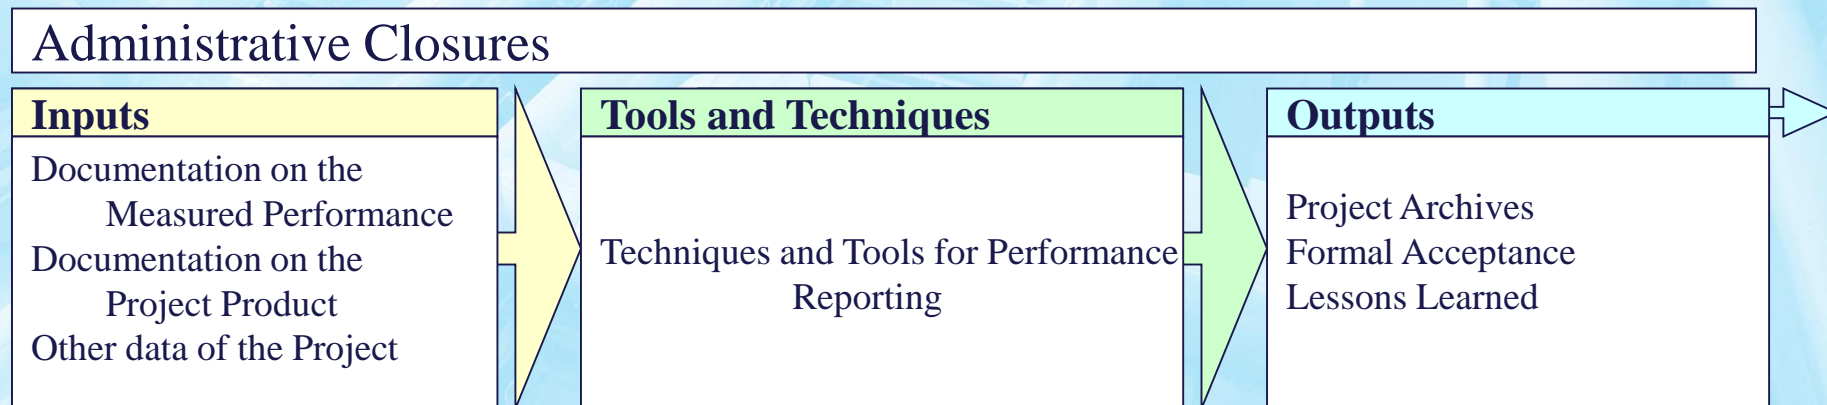 Administrative Closures
Inputs
Documentation on the
Measured Performance
Documentation on the
Project Product
Other data of the Project
Tools and Techniques
Techniques and Tools for Performance
Reporting
Outputs
Project Archives
Formal Acceptance
Lessons Learned